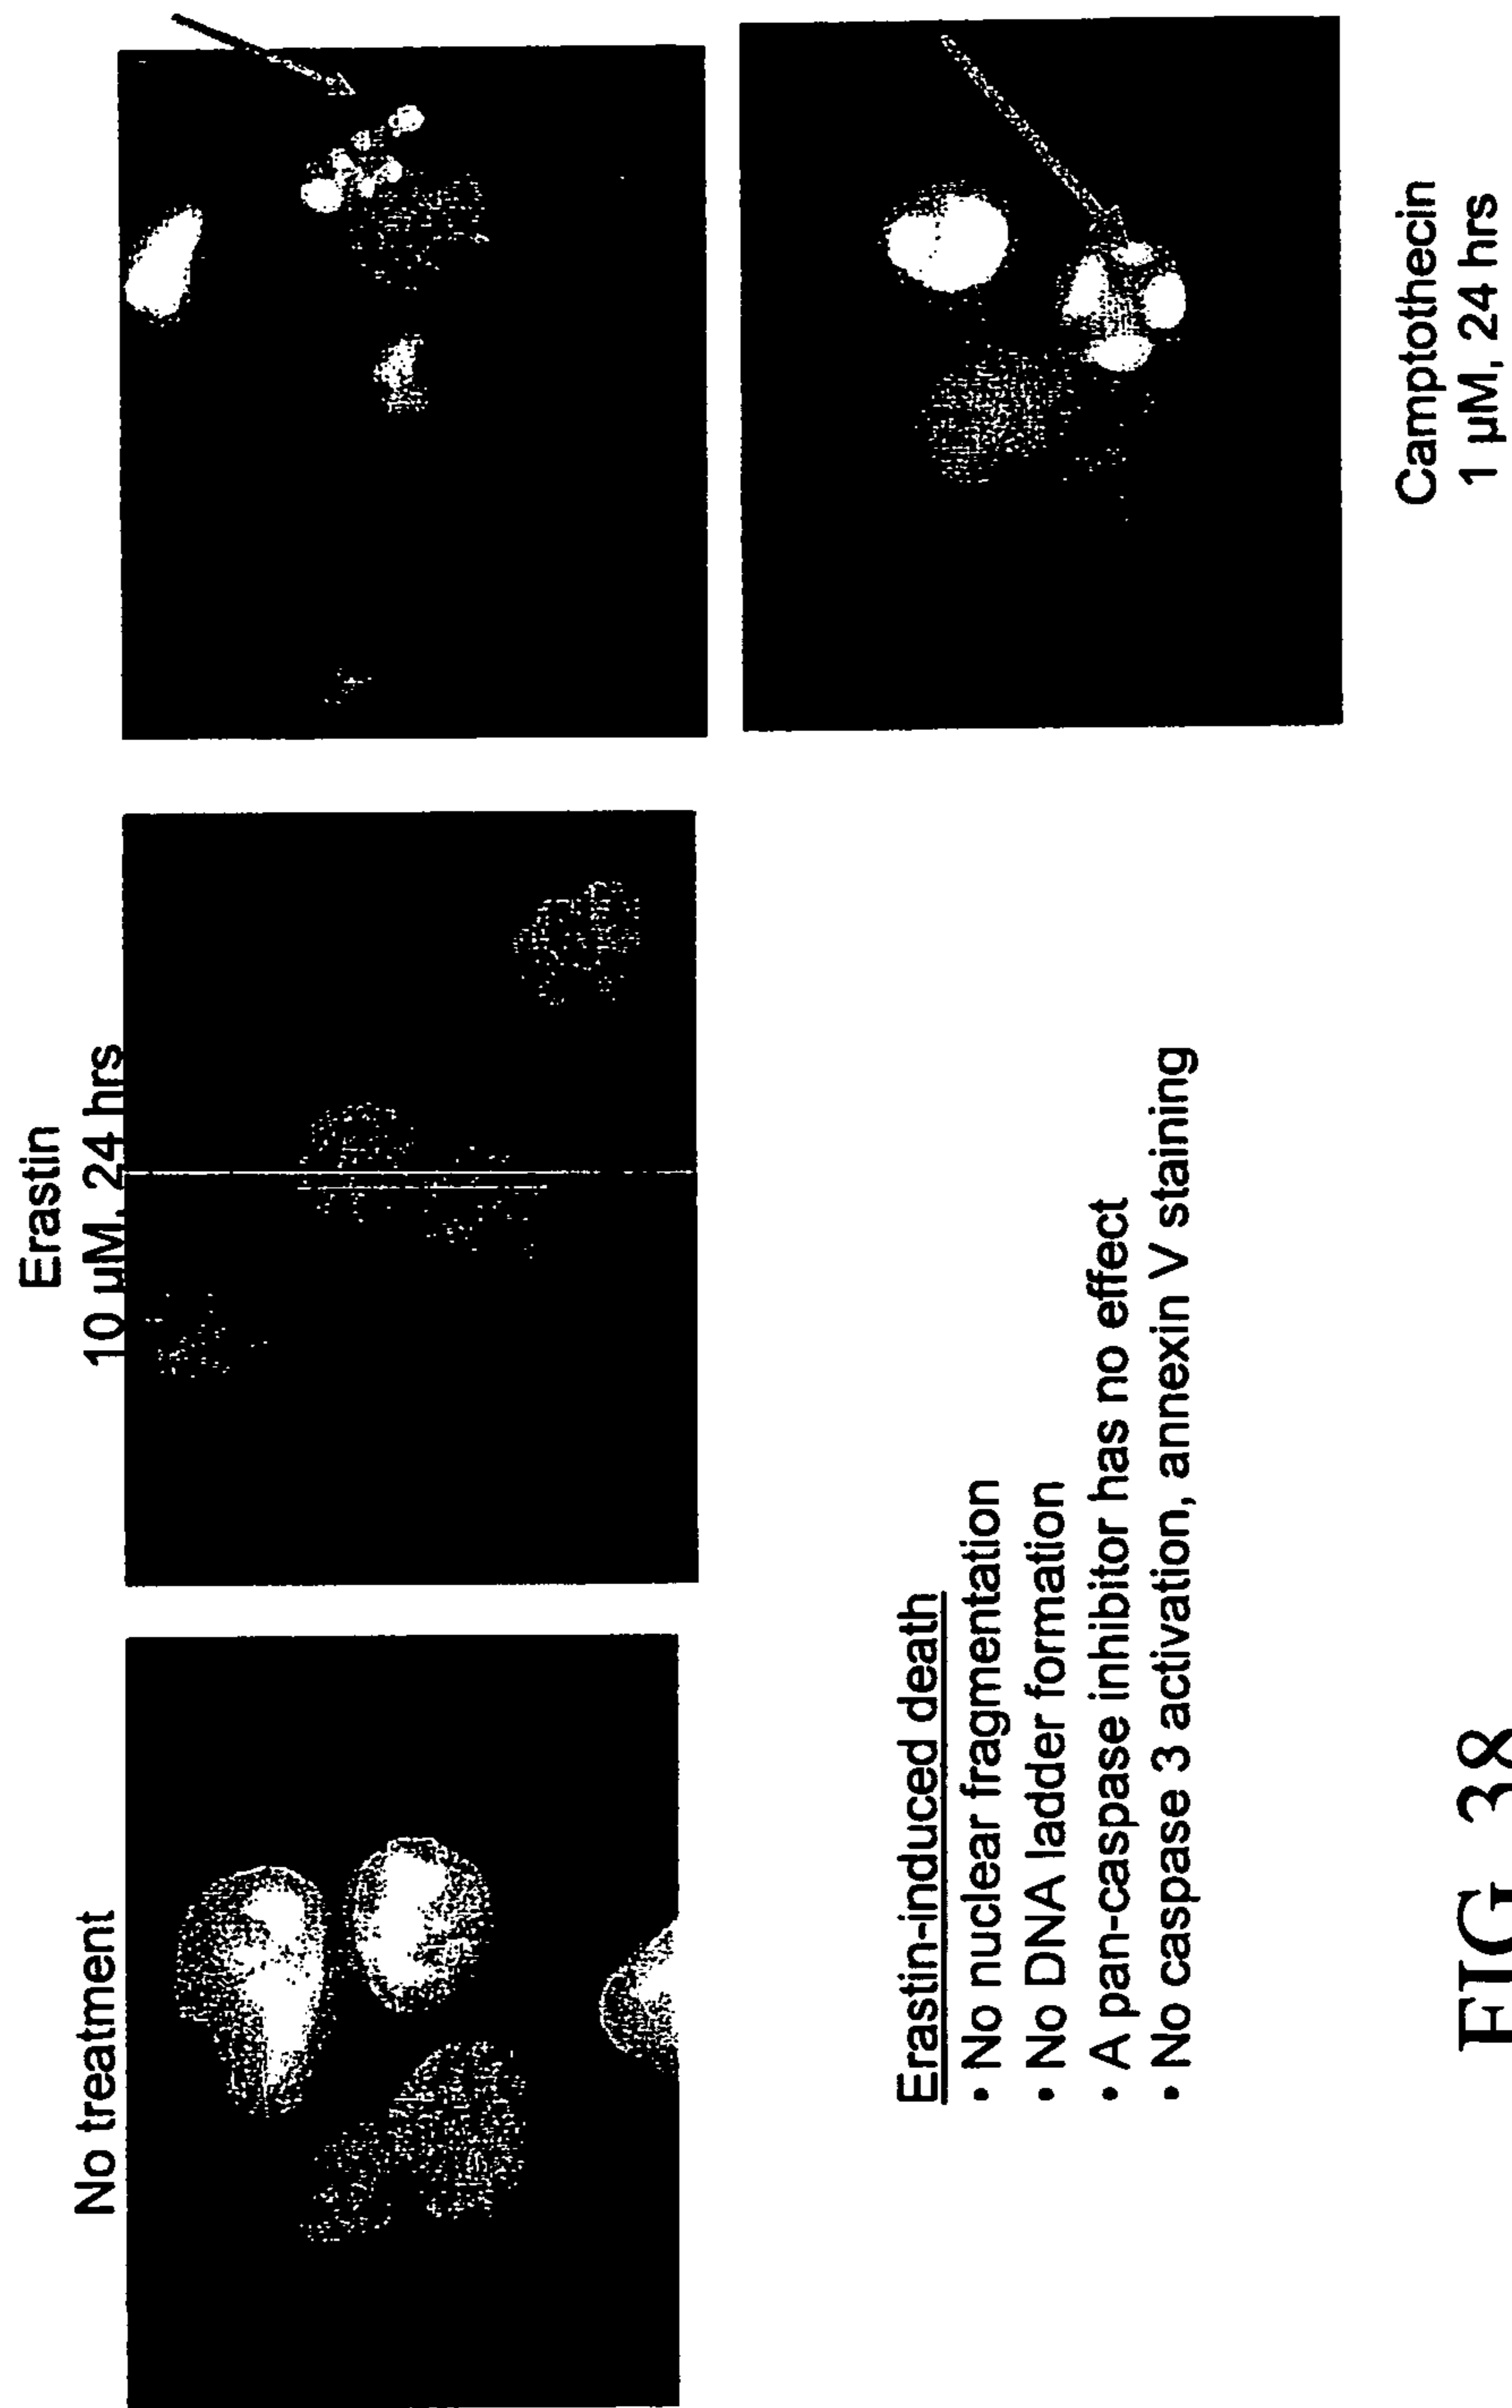 No treatment
Erastin
10 µM, 24 hrs
Erastin-induced death
• No nuclear fragmentation
• No DNA ladder formation
• A pan-caspase inhibitor has no effect
• No caspase 3 activation, annexin V staining
Camptothecin
1 µM, 24 hrs
FIG 38